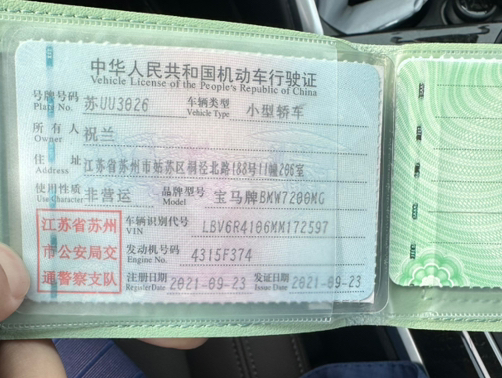 中华人民共和国机动车行驶证
Vehicle License of the People's Republic of China
号牌号码 苏UU3026 车辆类型 小型轿车
Plate No. Vehicle Type
所有人 祝兰
Owner
住址 江苏省苏州市姑苏区桐泾北路188号11幢206室
Address
使用性质 非营运 品牌型号 宝马牌BMW7200MG
Use Character Model
江苏省苏州
市公安局交
通警察支队
车辆识别代号 LBV6R4106MM172597
VIN
发动机号码 4315F374
Engine No.
注册日期 2021-09-23 发证日期 2021-09-23
Register Date Issue Date